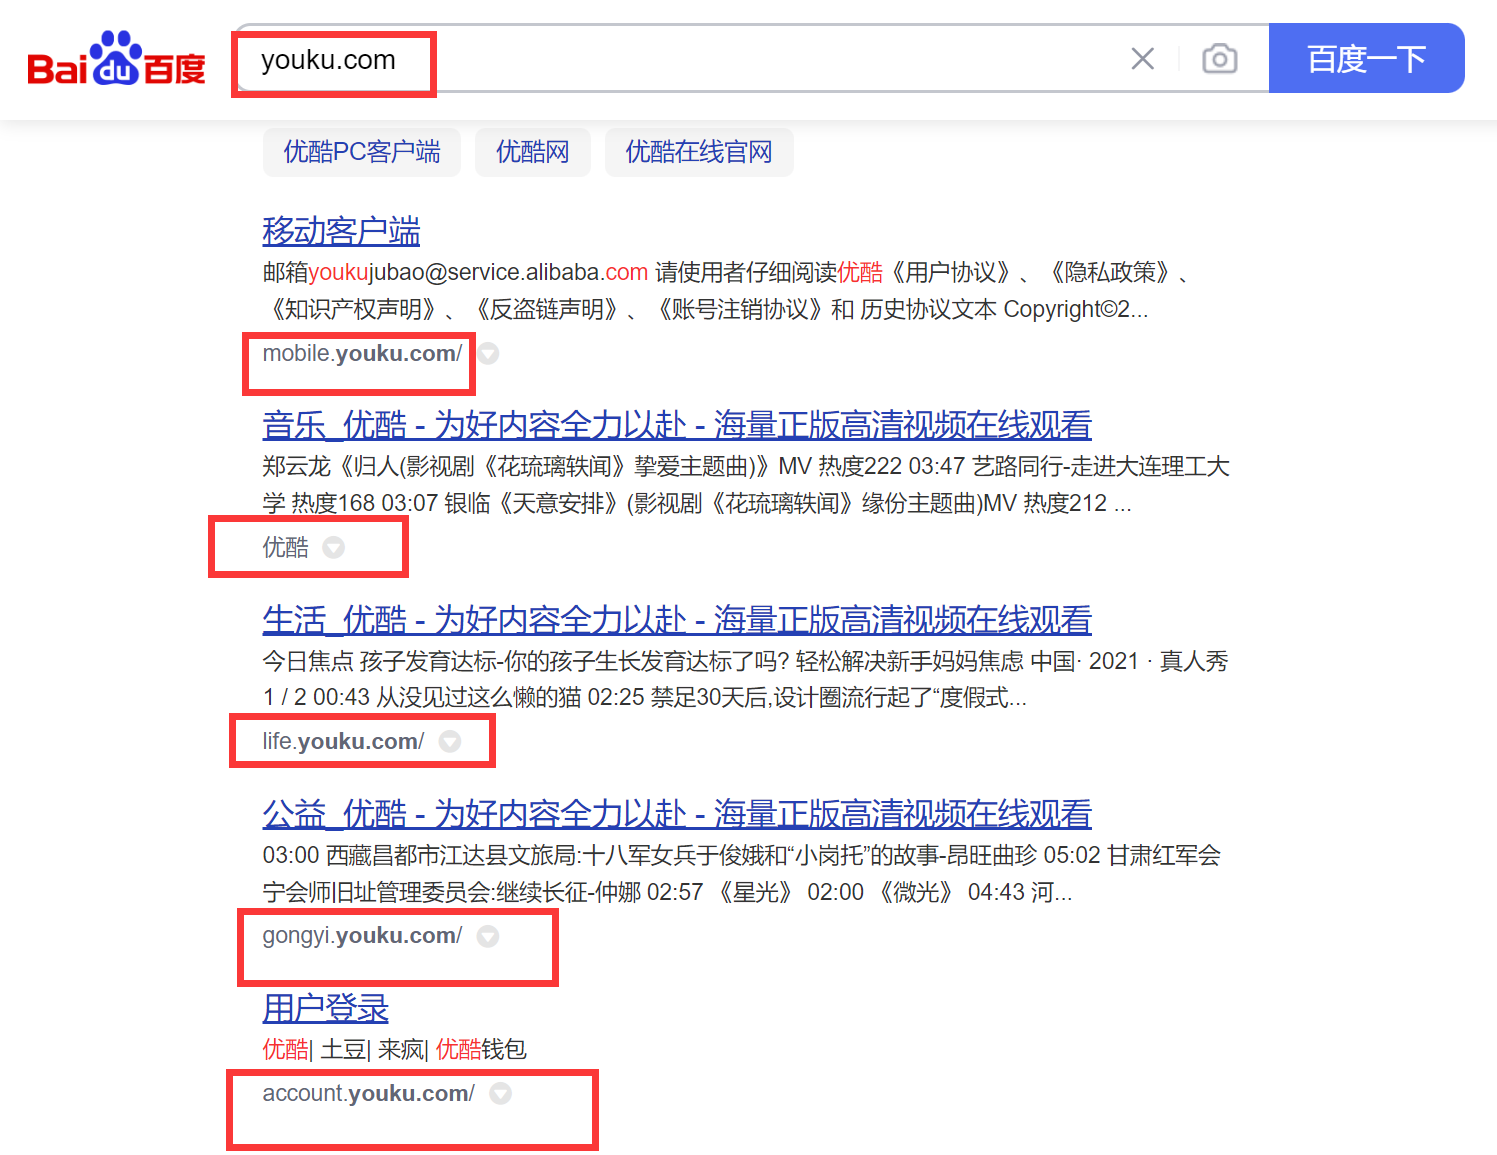 Bai du 百度
youku.com
百度一下
优酷PC客户端 优酷网 优酷在线官网
移动客户端
邮箱youkujubao@service.alibaba.com 请使用者仔细阅读优酷《用户协议》、《隐私政策》、
《知识产权声明》、《反盗链声明》、《账号注销协议》和 历史协议文本 Copyright©2...
mobile.youku.com/
音乐_优酷 - 为好内容全力以赴 - 海量正版高清视频在线观看
郑云龙《归人(影视剧《花琉璃轶闻》挚爱主题曲)》MV 热度222 03:47 艺路同行-走进大连理工大
学 热度168 03:07 银临《天意安排》(影视剧《花琉璃轶闻》缘份主题曲)MV 热度212 ...
优酷
生活_优酷 - 为好内容全力以赴 - 海量正版高清视频在线观看
今日焦点 孩子发育达标-你的孩子生长发育达标了吗? 轻松解决新手妈妈焦虑 中国· 2021 · 真人秀
1 / 2 00:43 从没见过这么懒的猫 02:25 禁足30天后,设计圈流行起了“度假式...
life.youku.com/
公益_优酷 - 为好内容全力以赴 - 海量正版高清视频在线观看
03:00 西藏昌都市江达县文旅局:十八军女兵于俊娥和“小岗托”的故事-昂旺曲珍 05:02 甘肃红军会
宁会师旧址管理委员会:继续长征-仲娜 02:57 《星光》 02:00 《微光》 04:43 河...
gongyi.youku.com/
用户登录
优酷| 土豆| 来疯| 优酷钱包
account.youku.com/